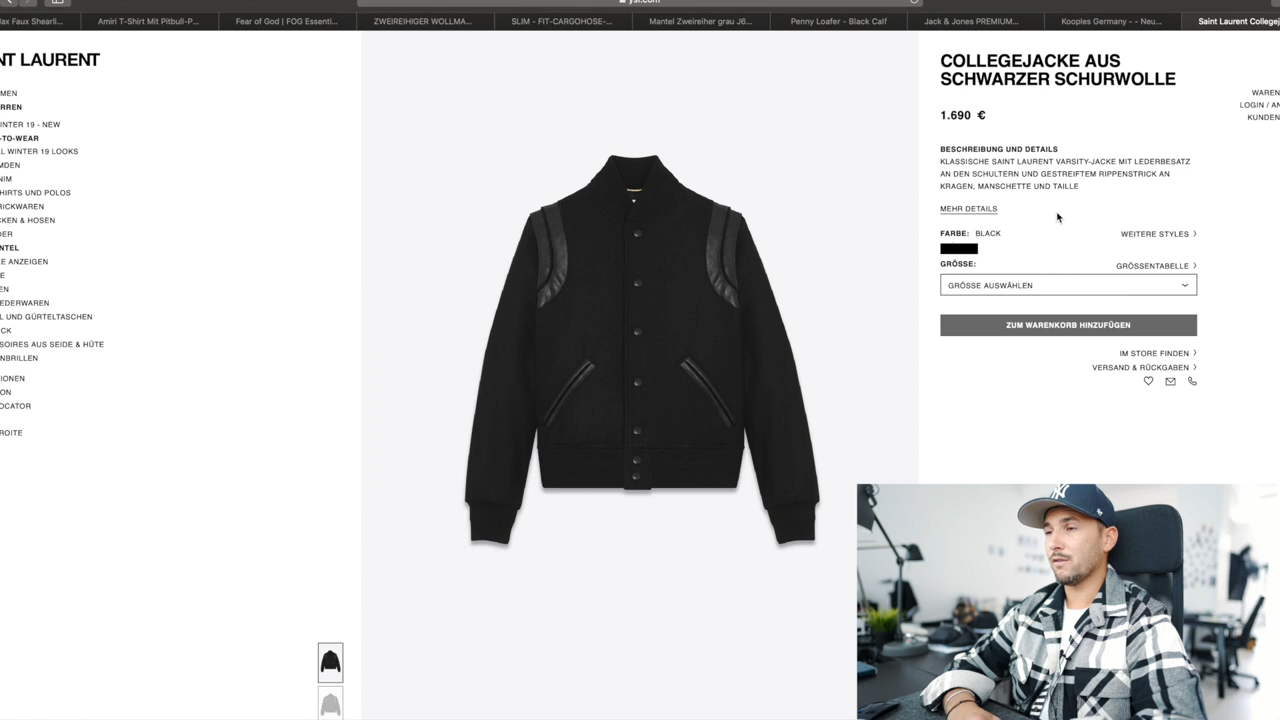 ysl.com
Max Faux Shearli...
Amiri T-Shirt Mit Pitbull-P...
Fear of God | FOG Essenti...
ZWEIREIHIGER WOLLMA...
SLIM - FIT-CARGOHOSE-...
Mantel Zweireiher grau J6...
Penny Loafer - Black Calf
Jack & Jones PREMIUM...
Kooples Germany - - Neu...
Saint Laurent Collegej
NT LAURENT
MEN
RREN
INTER 19 - NEW
-TO-WEAR
L WINTER 19 LOOKS
MDEN
NIM
HIRTS UND POLOS
RICKWAREN
CKEN & HOSEN
DER
NTEL
E ANZEIGEN
E
EN
EDERWAREN
L UND GÜRTELTASCHEN
CK
SOIRES AUS SEIDE & HÜTE
NBRILLEN
IONEN
ON
OCATOR
ROITE
COLLEGEJACKE AUS
SCHWARZER SCHURWOLLE
1.690 €
BESCHREIBUNG UND DETAILS
KLASSISCHE SAINT LAURENT VARSITY-JACKE MIT LEDERBESATZ
AN DEN SCHULTERN UND GESTREIFTEM RIPPENSTRICK AN
KRAGEN, MANSCHETTE UND TAILLE
MEHR DETAILS
FARBE: BLACK
WEITERE STYLES
GRÖSSE:
GRÖSSENTABELLE
GRÖSSE AUSWÄHLEN
ZUM WARENKORB HINZUFÜGEN
IM STORE FINDEN
VERSAND & RÜCKGABEN
WAREN
LOGIN / AN
KUNDEN
NY